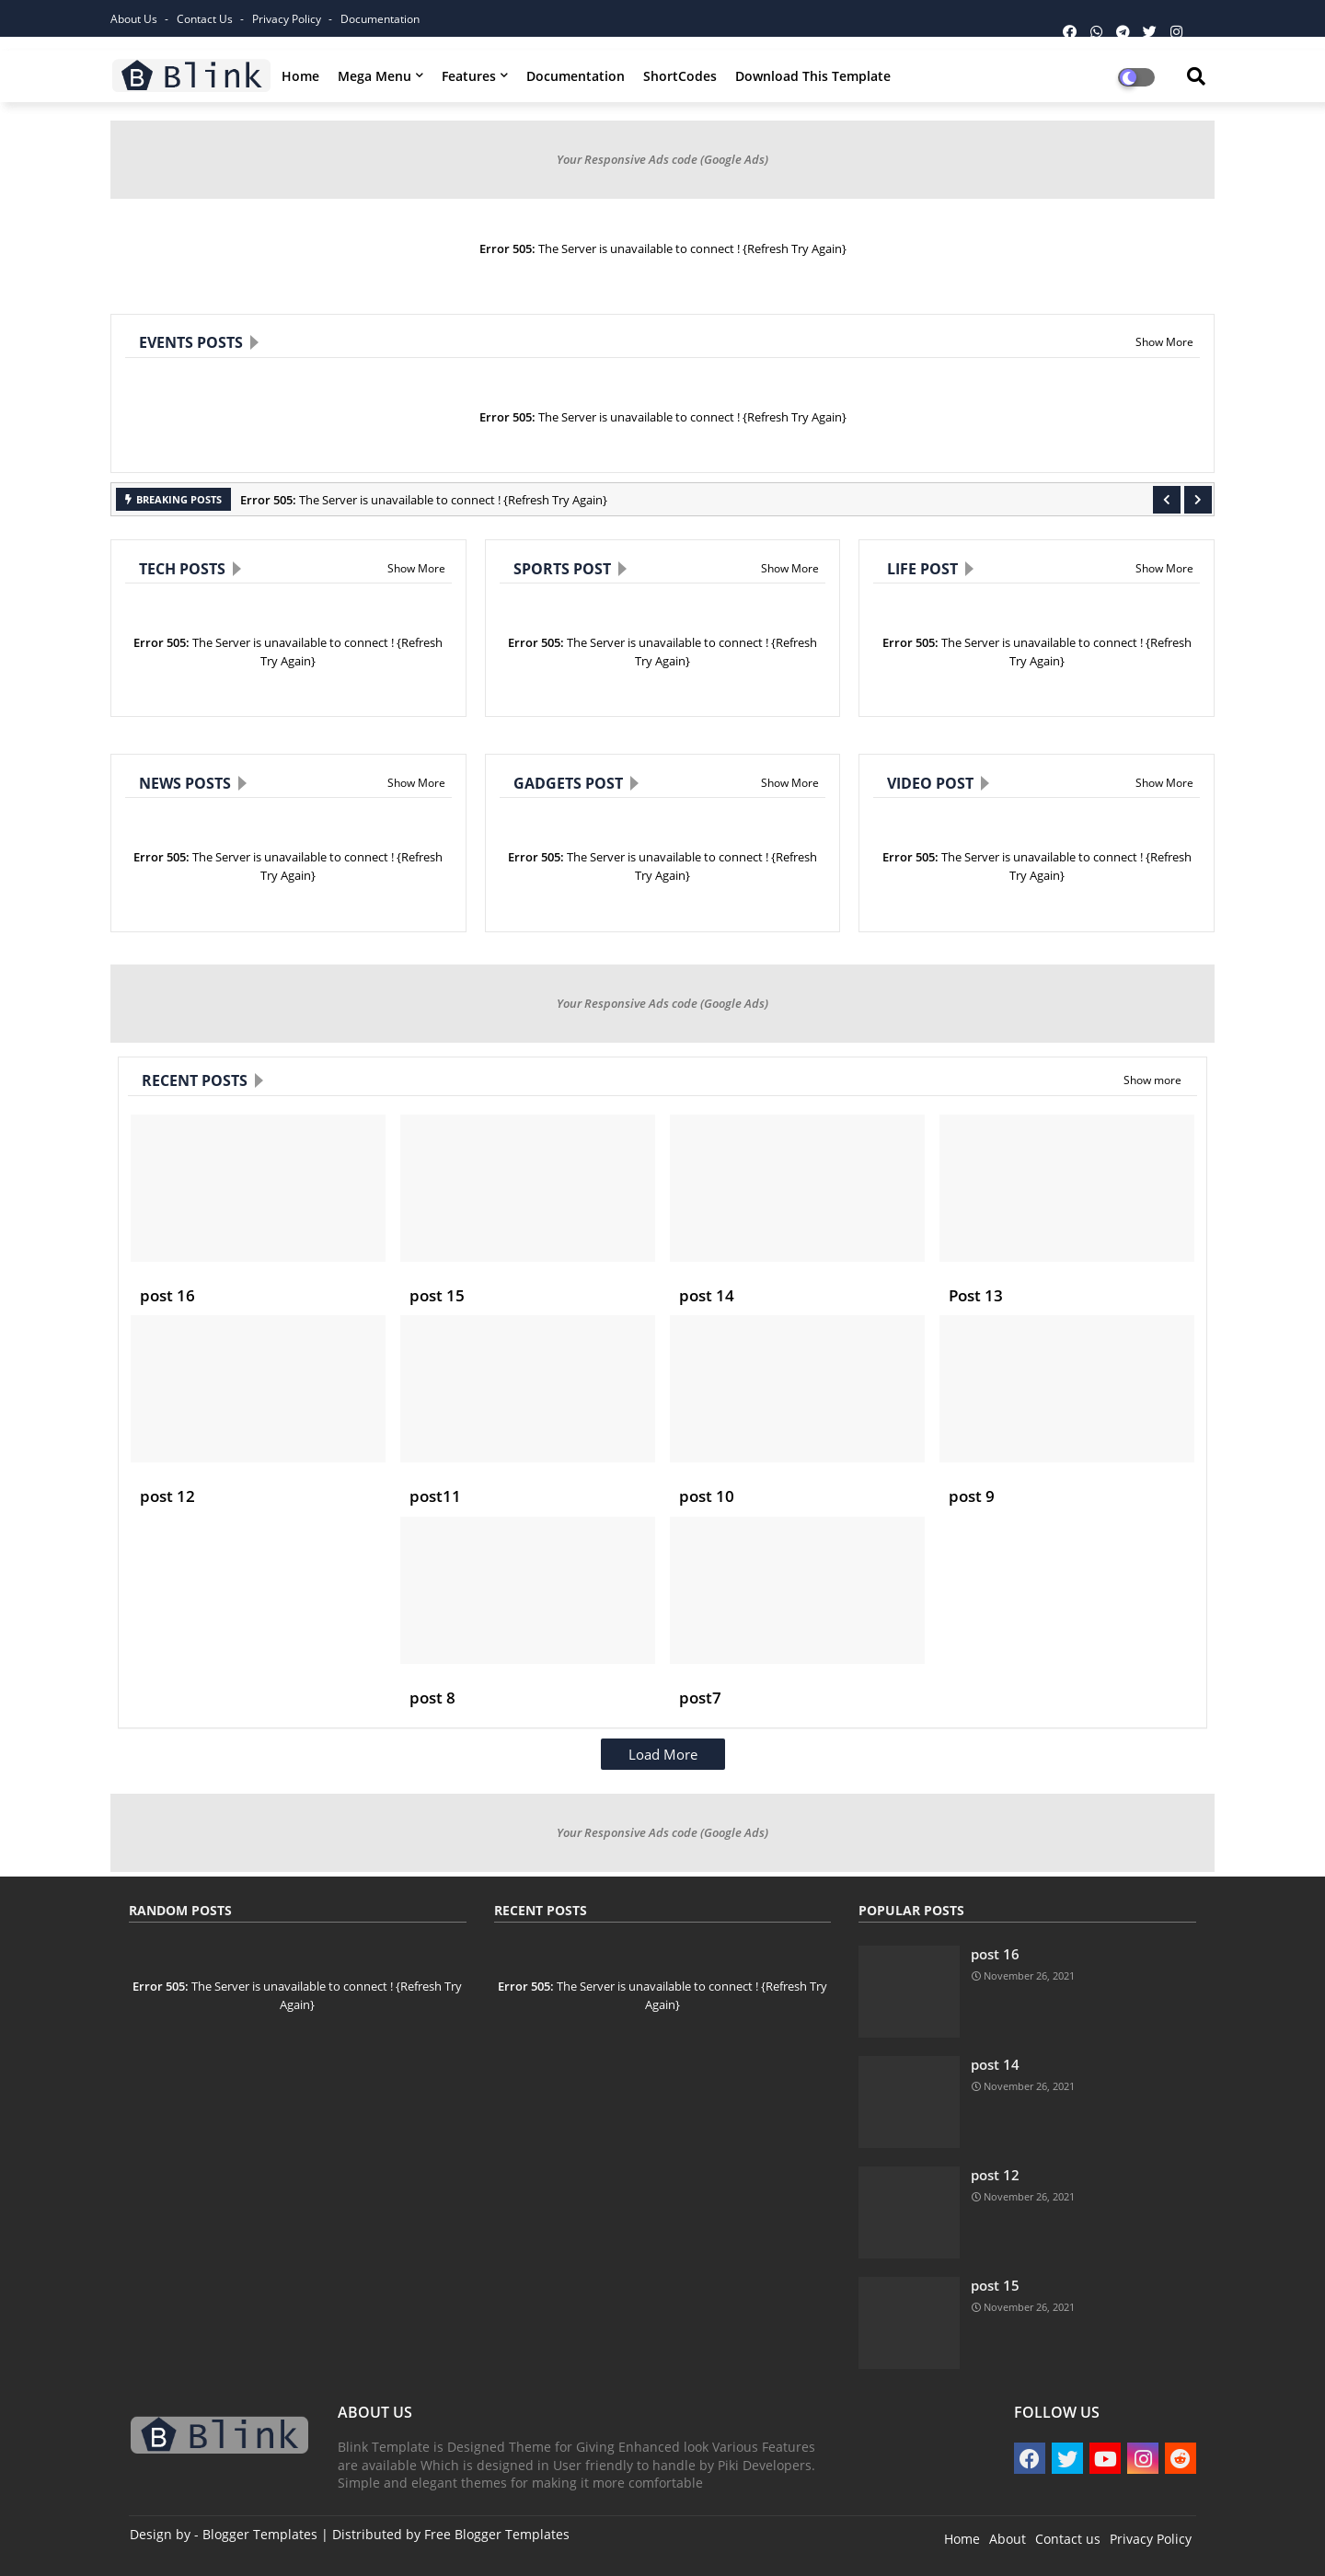 About Us - Contact Us - Privacy Policy - Documentation
B Blink
Home Mega Menu Features Documentation ShortCodes Download This Template
Your Responsive Ads code (Google Ads)
Error 505: The Server is unavailable to connect ! {Refresh Try Again}
EVENTS POSTS Show More
Error 505: The Server is unavailable to connect ! {Refresh Try Again}
BREAKING POSTS Error 505: The Server is unavailable to connect ! {Refresh Try Again}
TECH POSTS Show More
Error 505: The Server is unavailable to connect ! {Refresh
Try Again}
SPORTS POST Show More
Error 505: The Server is unavailable to connect ! {Refresh
Try Again}
LIFE POST Show More
Error 505: The Server is unavailable to connect ! {Refresh
Try Again}
NEWS POSTS Show More
Error 505: The Server is unavailable to connect ! {Refresh
Try Again}
GADGETS POST Show More
Error 505: The Server is unavailable to connect ! {Refresh
Try Again}
VIDEO POST Show More
Error 505: The Server is unavailable to connect ! {Refresh
Try Again}
Your Responsive Ads code (Google Ads)
RECENT POSTS Show more
post 16 post 15 post 14 Post 13
post 12 post11 post 10 post 9
post 8 post7
Load More
Your Responsive Ads code (Google Ads)
RANDOM POSTS
Error 505: The Server is unavailable to connect ! {Refresh Try
Again}
RECENT POSTS
Error 505: The Server is unavailable to connect ! {Refresh Try
Again}
POPULAR POSTS
post 16
November 26, 2021
post 14
November 26, 2021
post 12
November 26, 2021
post 15
November 26, 2021
B Blink
ABOUT US
Blink Template is Designed Theme for Giving Enhanced look Various Features
are available Which is designed in User friendly to handle by Piki Developers.
Simple and elegant themes for making it more comfortable
FOLLOW US
Design by - Blogger Templates | Distributed by Free Blogger Templates
Home About Contact us Privacy Policy